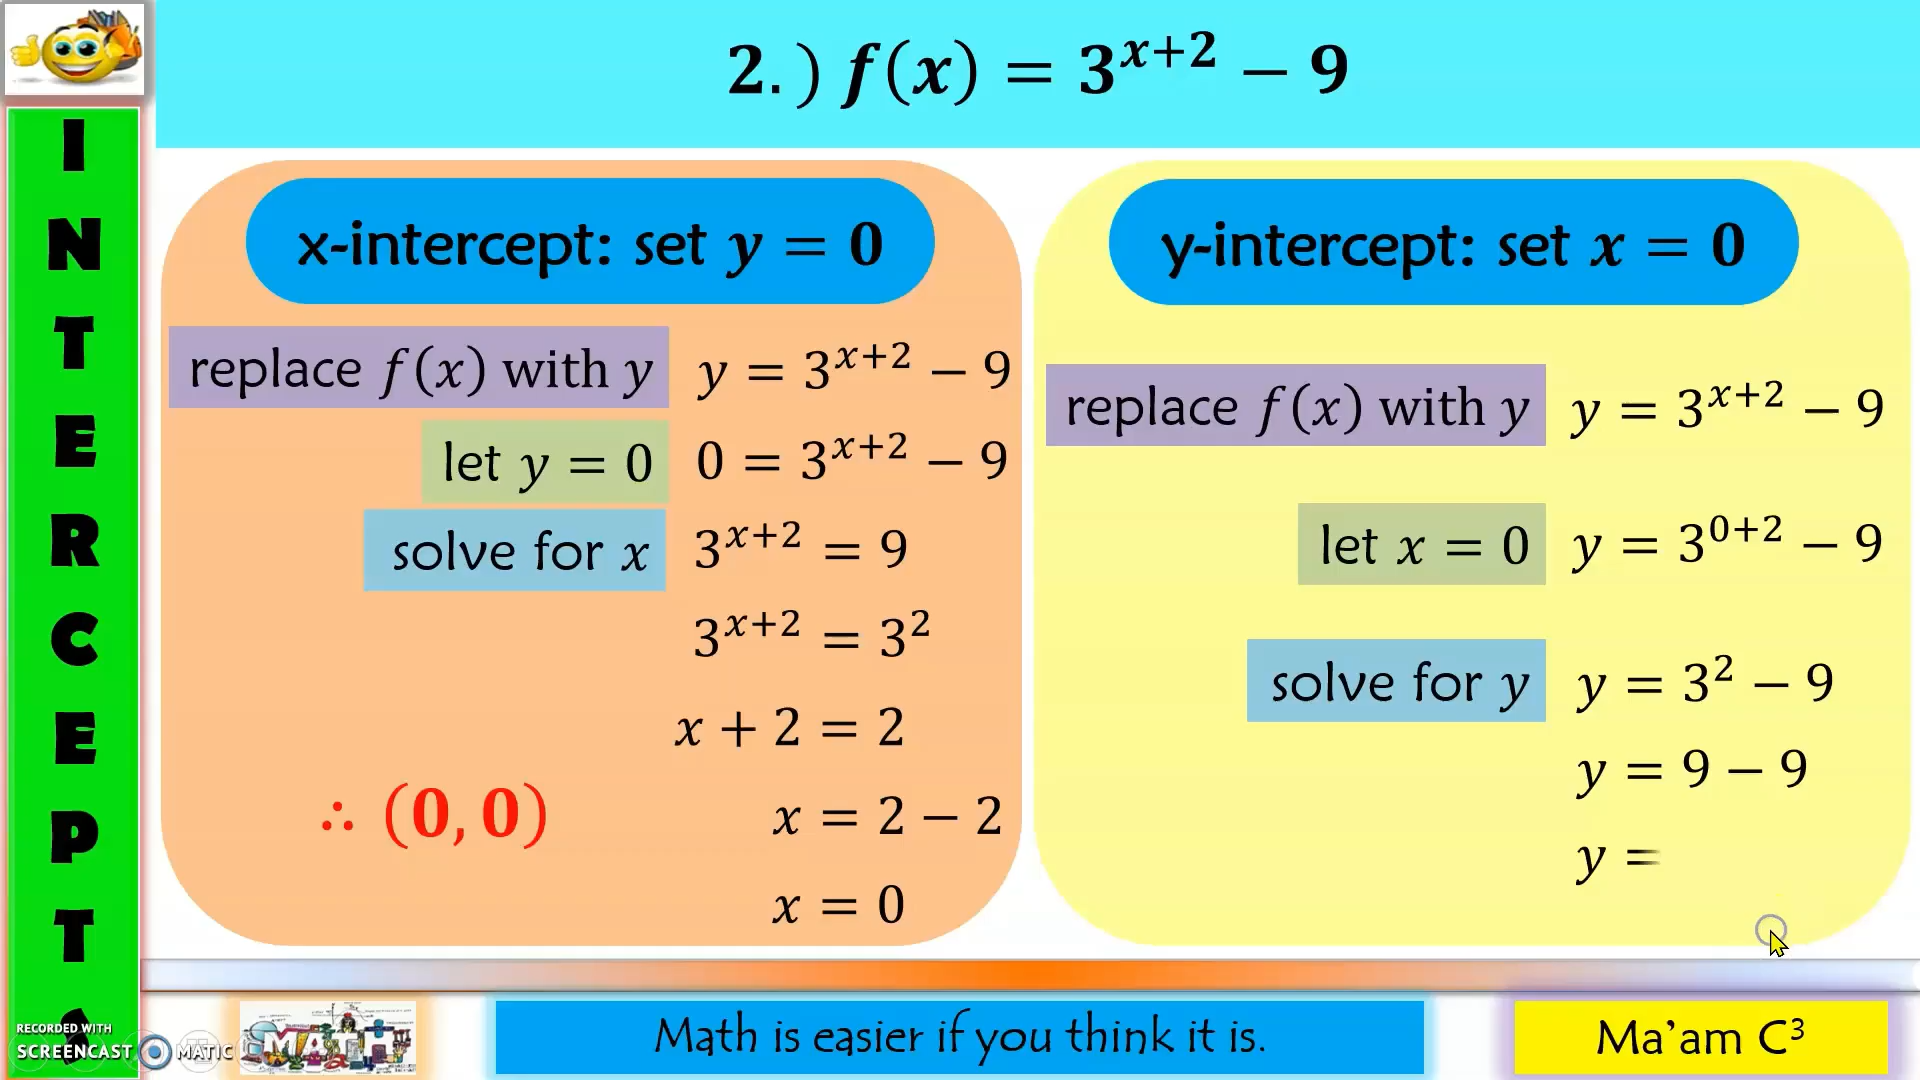 2. ) f(x) = 3^{x+2} − 9
I
N
T
E
R
C
E
P
T
S
x-intercept: set y = 0
replace f(x) with y y = 3^{x+2} − 9
let y = 0 0 = 3^{x+2} − 9
solve for x 3^{x+2} = 9
3^{x+2} = 3^2
x + 2 = 2
∴ (0, 0) x = 2 − 2
x = 0
y-intercept: set x = 0
replace f(x) with y y = 3^{x+2} − 9
let x = 0 y = 3^{0+2} − 9
solve for y y = 3^2 − 9
y = 9 − 9
y =
RECORDED WITH
SCREENCAST MATIC
MATH
Math is easier if you think it is.
Ma'am C^3